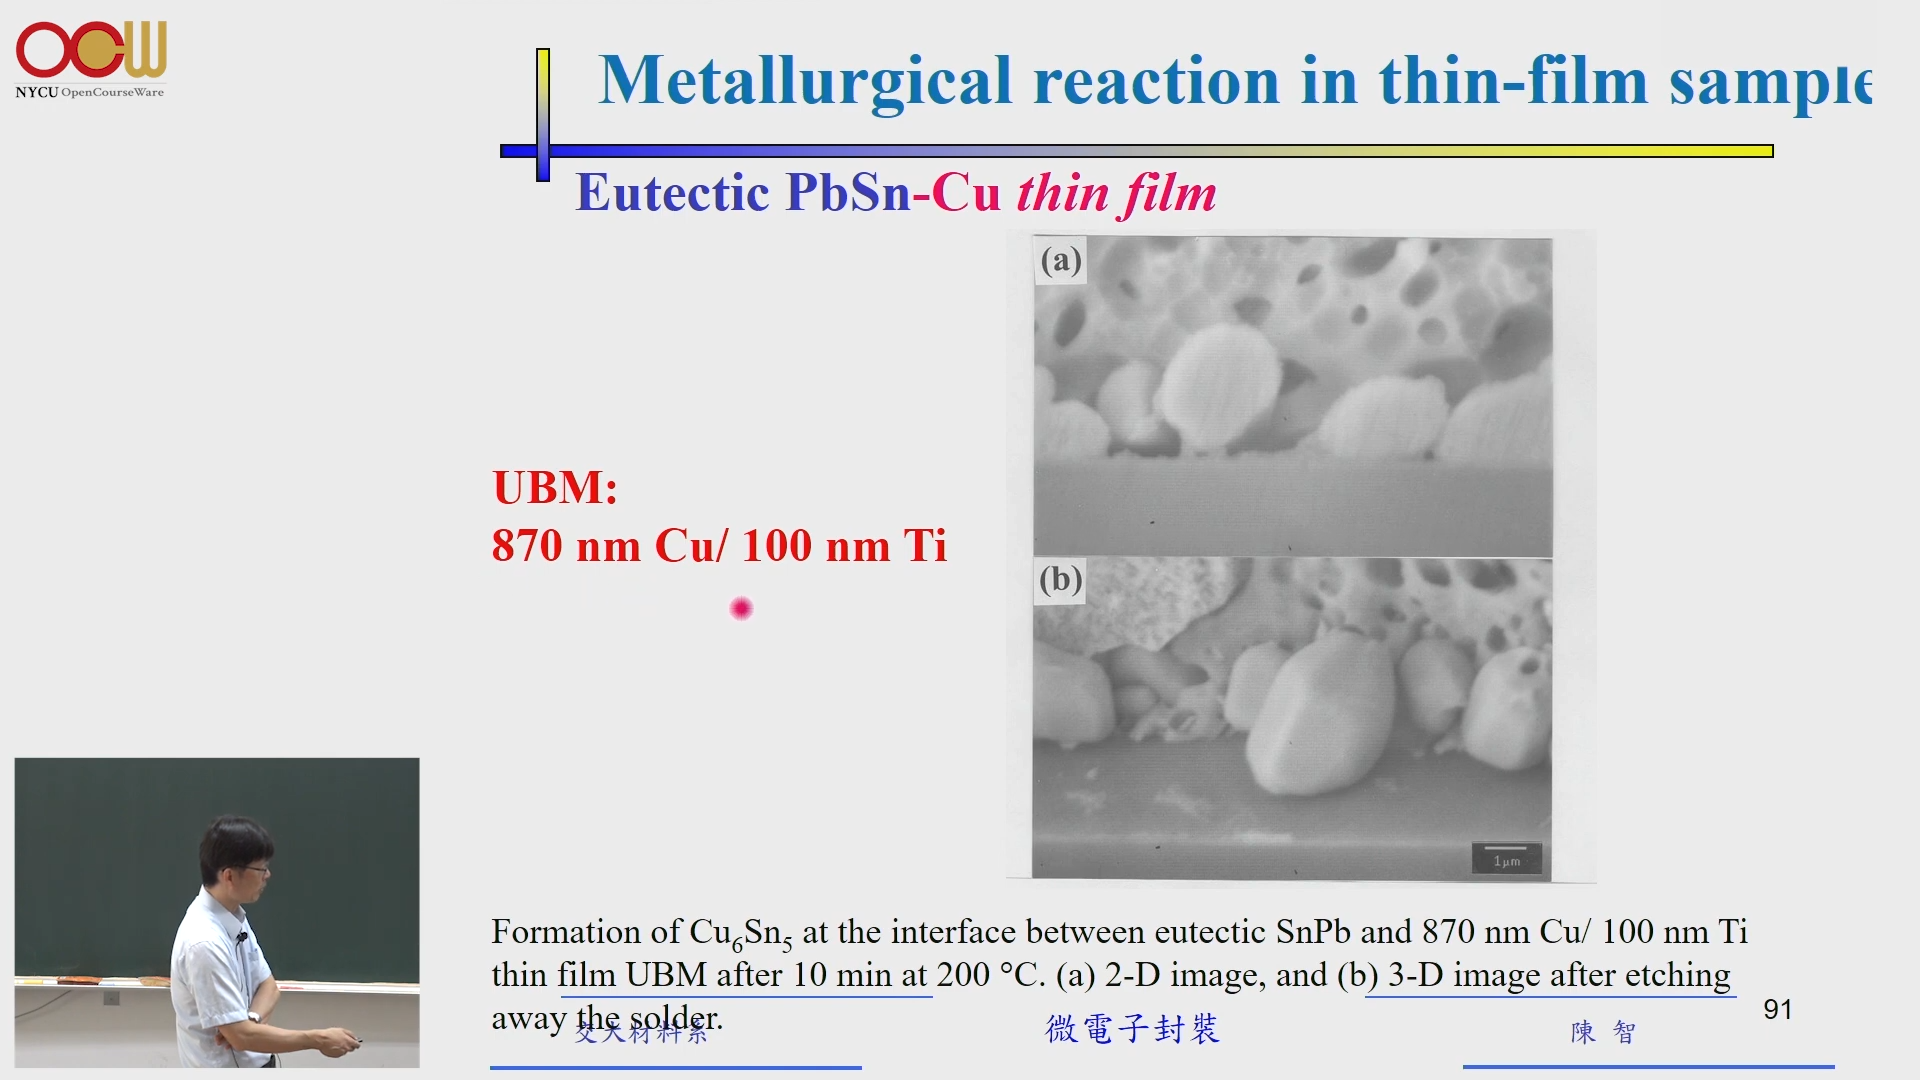 OCW
NYCU OpenCourseWare
Metallurgical reaction in thin-film sample
Eutectic PbSn-Cu thin film
(a)
UBM:
870 nm Cu/ 100 nm Ti
(b)
1μm
Formation of Cu6Sn5 at the interface between eutectic SnPb and 870 nm Cu/ 100 nm Ti
thin film UBM after 10 min at 200 °C. (a) 2-D image, and (b) 3-D image after etching
away the solder.
交大材料系
微電子封裝
陳 智
91